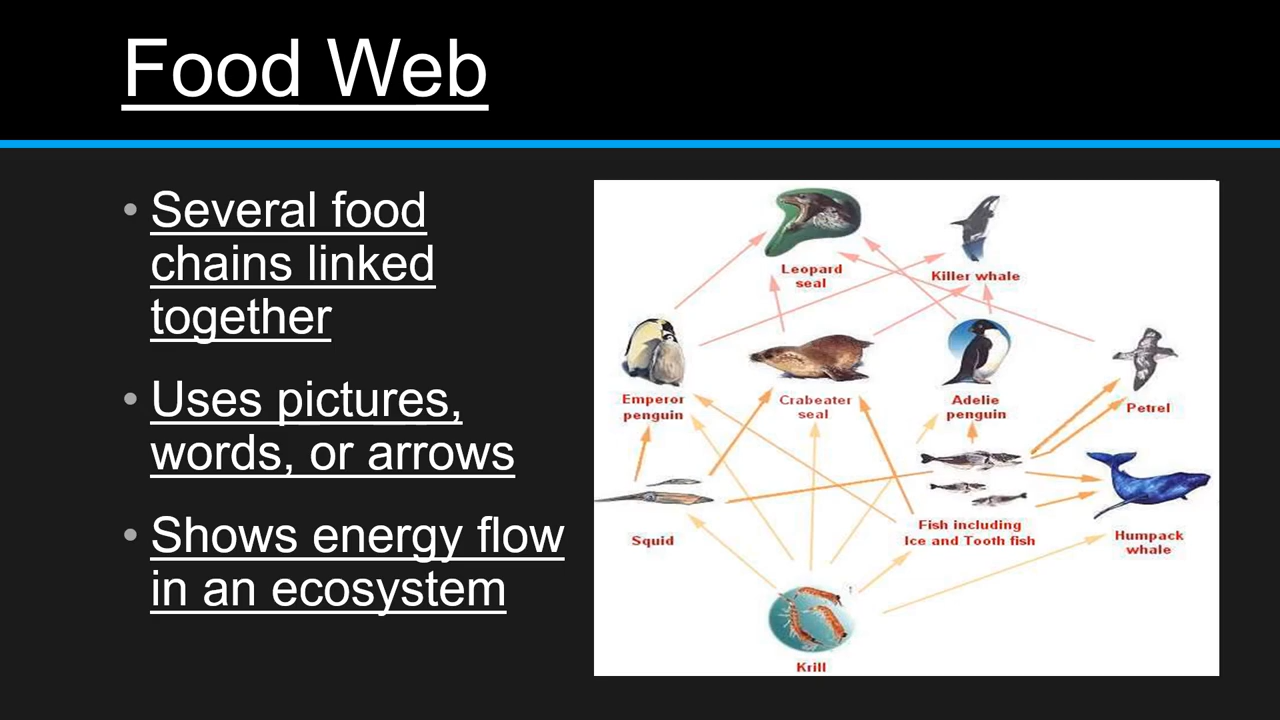 Food Web
• Several food
chains linked
together
• Uses pictures,
words, or arrows
• Shows energy flow
in an ecosystem
Leopard
seal
Killer whale
Emperor
penguin
Crabeater
seal
Adelie
penguin
Petrel
Squid
Fish including
Ice and Tooth fish
Humpack
whale
Krill